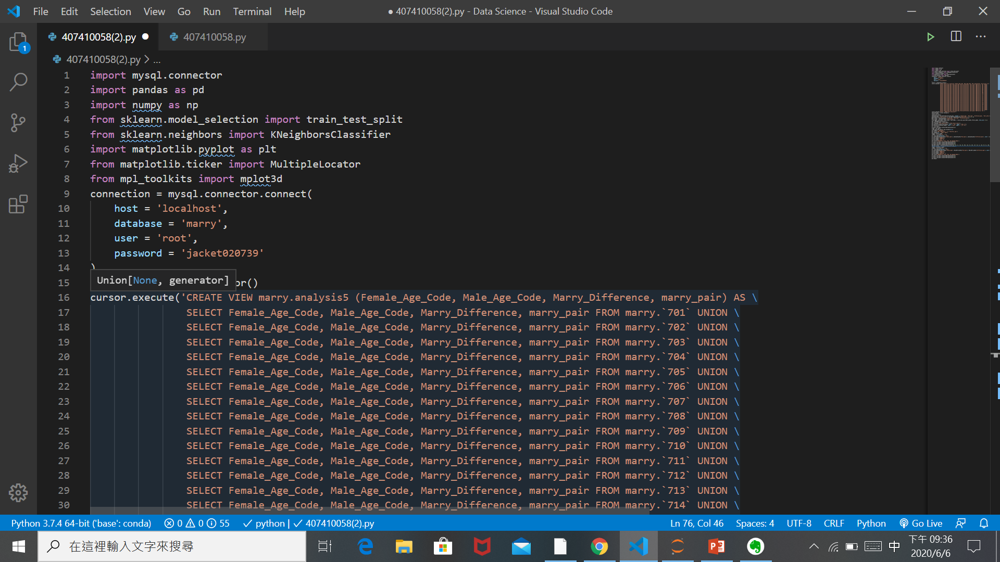 File Edit Selection View Go Run Terminal Help
● 407410058(2).py - Data Science - Visual Studio Code
407410058(2).py ●
407410058.py
1
407410058(2).py > ...
1 import mysql.connector
2 import pandas as pd
3 import numpy as np
4 from sklearn.model_selection import train_test_split
5 from sklearn.neighbors import KNeighborsClassifier
6 import matplotlib.pyplot as plt
7 from matplotlib.ticker import MultipleLocator
8 from mpl_toolkits import mplot3d
9 connection = mysql.connector.connect(
10 host = 'localhost',
11 database = 'marry',
12 user = 'root',
13 password = 'jacket020739'
14 )
Union[None, generator]
15 or()
16 cursor.execute('CREATE VIEW marry.analysis5 (Female_Age_Code, Male_Age_Code, Marry_Difference, marry_pair) AS \
17 SELECT Female_Age_Code, Male_Age_Code, Marry_Difference, marry_pair FROM marry.`701` UNION \
18 SELECT Female_Age_Code, Male_Age_Code, Marry_Difference, marry_pair FROM marry.`702` UNION \
19 SELECT Female_Age_Code, Male_Age_Code, Marry_Difference, marry_pair FROM marry.`703` UNION \
20 SELECT Female_Age_Code, Male_Age_Code, Marry_Difference, marry_pair FROM marry.`704` UNION \
21 SELECT Female_Age_Code, Male_Age_Code, Marry_Difference, marry_pair FROM marry.`705` UNION \
22 SELECT Female_Age_Code, Male_Age_Code, Marry_Difference, marry_pair FROM marry.`706` UNION \
23 SELECT Female_Age_Code, Male_Age_Code, Marry_Difference, marry_pair FROM marry.`707` UNION \
24 SELECT Female_Age_Code, Male_Age_Code, Marry_Difference, marry_pair FROM marry.`708` UNION \
25 SELECT Female_Age_Code, Male_Age_Code, Marry_Difference, marry_pair FROM marry.`709` UNION \
26 SELECT Female_Age_Code, Male_Age_Code, Marry_Difference, marry_pair FROM marry.`710` UNION \
27 SELECT Female_Age_Code, Male_Age_Code, Marry_Difference, marry_pair FROM marry.`711` UNION \
28 SELECT Female_Age_Code, Male_Age_Code, Marry_Difference, marry_pair FROM marry.`712` UNION \
29 SELECT Female_Age_Code, Male_Age_Code, Marry_Difference, marry_pair FROM marry.`713` UNION \
30 SELECT Female_Age_Code, Male_Age_Code, Marry_Difference, marry_pair FROM marry.`714` UNION \
Python 3.7.4 64-bit ('base': conda) 0 0 55 ✓ python | ✓ 407410058(2).py Ln 76, Col 46 Spaces: 4 UTF-8 CRLF Python Go Live
在這裡輸入文字來搜尋
中
下午 09:36
2020/6/6